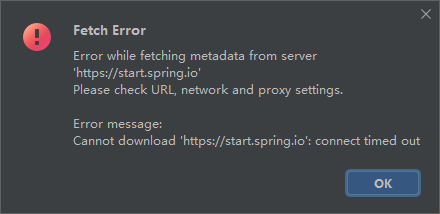 Fetch Error
Error while fetching metadata from server
'https://start.spring.io'
Please check URL, network and proxy settings.
Error message:
Cannot download 'https://start.spring.io': connect timed out
OK